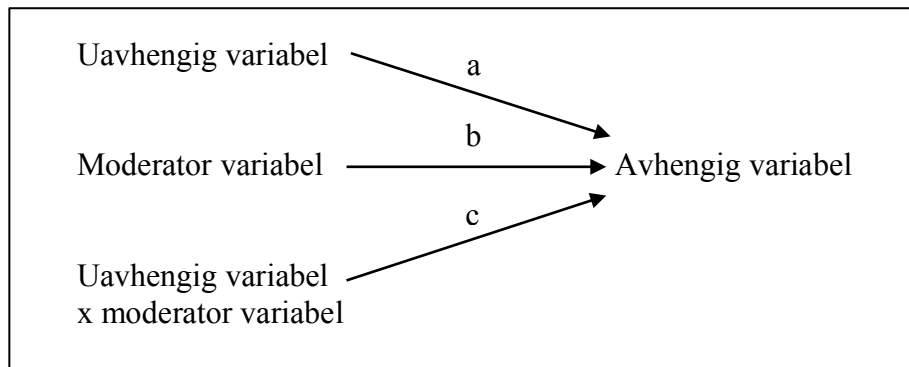 Uavhengig variabel
a
b
Moderator variabel
Avhengig variabel
c
Uavhengig variabel
x moderator variabel